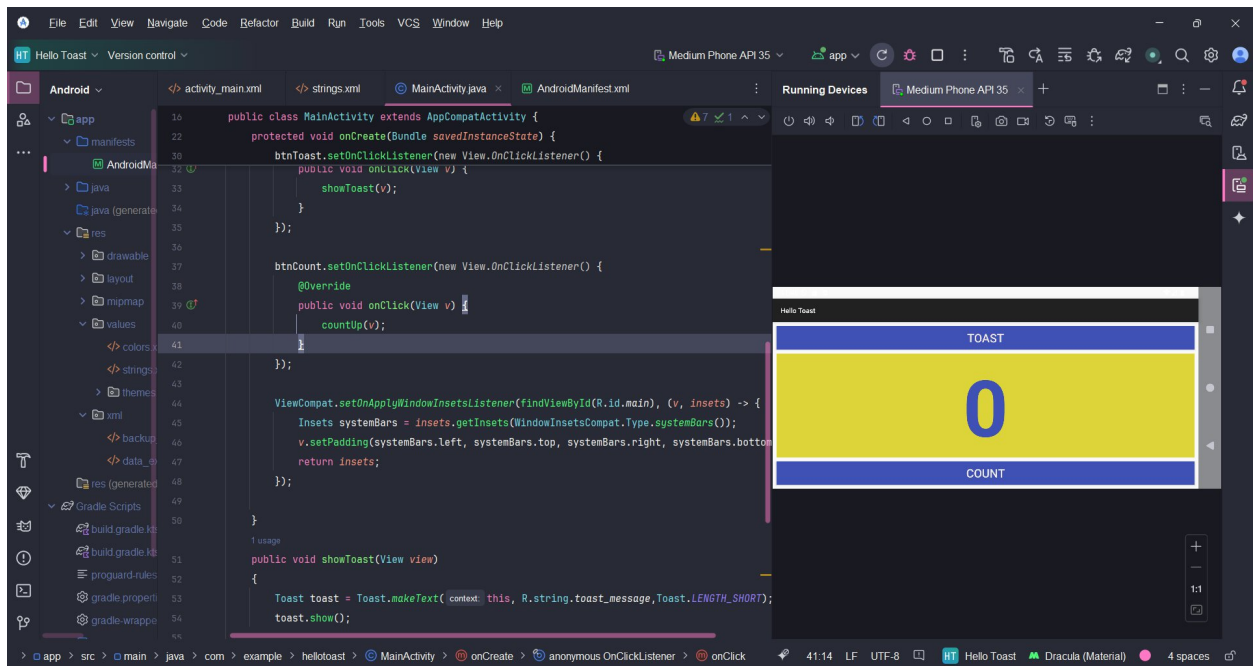 File Edit View Navigate Code Refactor Build Run Tools VCS Window Help
HT Hello Toast Version control Medium Phone API 35 app
Android
activity_main.xml strings.xml MainActivity.java AndroidManifest.xml
Running Devices Medium Phone API 35
app
manifests
AndroidMa
java
java (generate
res
drawable
layout
mipmap
values
colors.x
strings.
themes
xml
backup
data_e
res (generated
Gradle Scripts
build.gradle.kt
build.gradle.kt
proguard-rules
gradle.properti
gradle-wrappe
7 1
16 public class MainActivity extends AppCompatActivity {
22 protected void onCreate(Bundle savedInstanceState) {
30 btnToast.setOnClickListener(new View.OnClickListener() {
32 public void onClick(View v) {
33 showToast(v);
34 }
35 });
36
37 btnCount.setOnClickListener(new View.OnClickListener() {
38 @Override
39 public void onClick(View v) {
40 countUp(v);
41 }
42 });
43
44 ViewCompat.setOnApplyWindowInsetsListener(findViewById(R.id.main), (v, insets) -> {
45 Insets systemBars = insets.getInsets(WindowInsetsCompat.Type.systemBars());
46 v.setPadding(systemBars.left, systemBars.top, systemBars.right, systemBars.bottom
47 return insets;
48 });
49
50 }
1 usage
51 public void showToast(View view)
52 {
53 Toast toast = Toast.makeText( context: this, R.string.toast_message,Toast.LENGTH_SHORT);
54 toast.show();
55
Hello Toast
TOAST
0
COUNT
1:1
app > src > main > java > com > example > hellotoast > MainActivity > onCreate > anonymous OnClickListener > onClick
41:14 LF UTF-8 HT Hello Toast Dracula (Material) 4 spaces